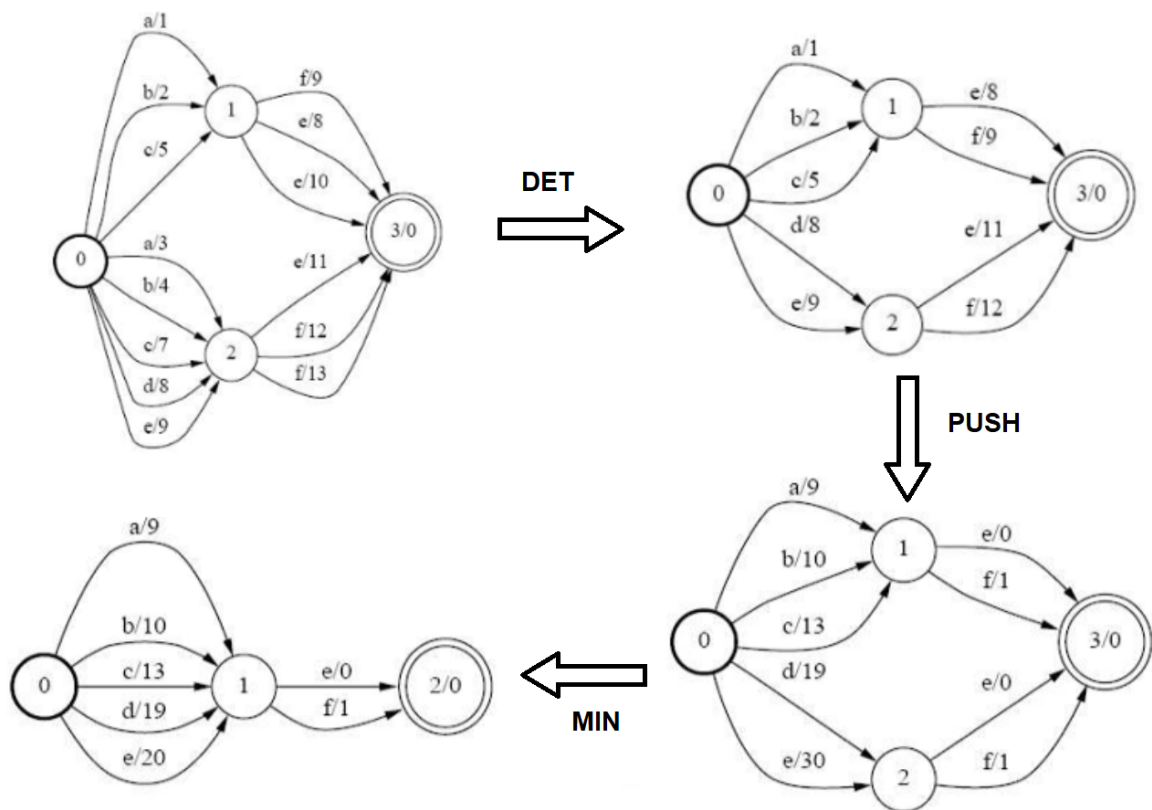 a/1
b/2
c/5
f/9
e/8
e/10
1
0
3/0
a/3
b/4
c/7
d/8
e/9
e/11
f/12
f/13
2
DET
a/1
b/2
c/5
d/8
e/9
0
1
2
e/8
f/9
e/11
f/12
3/0
PUSH
a/9
b/10
c/13
d/19
e/30
0
1
2
e/0
f/1
e/0
f/1
3/0
MIN
a/9
b/10
c/13
d/19
e/20
0
1
e/0
f/1
2/0